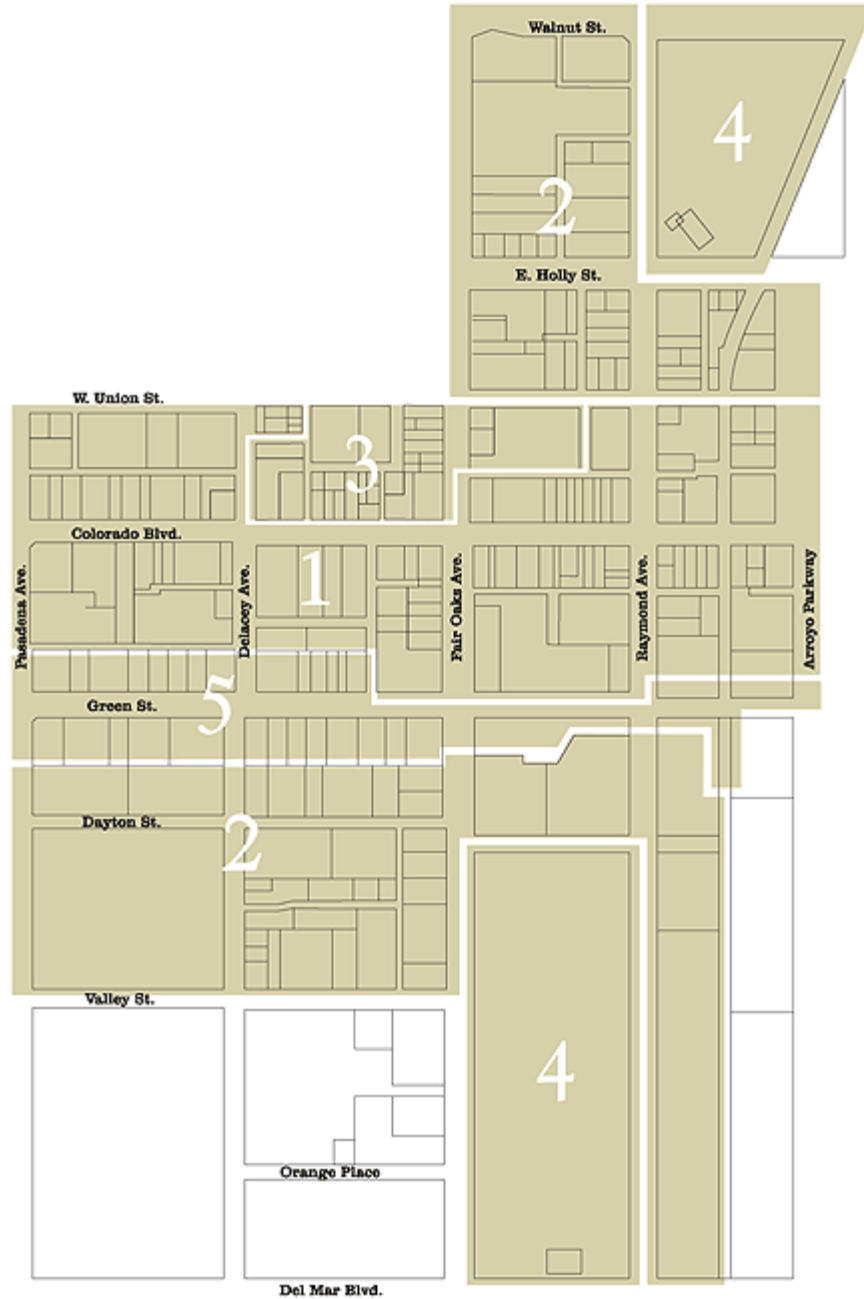 Walnut St.
4
2
E. Holly St.
W. Union St.
3
Colorado Blvd.
Pasadena Ave.
Delacey Ave.
1
Fair Oaks Ave.
Raymond Ave.
Arroyo Parkway
5
Green St.
Dayton St.
2
Valley St.
4
Orange Place
Del Mar Blvd.